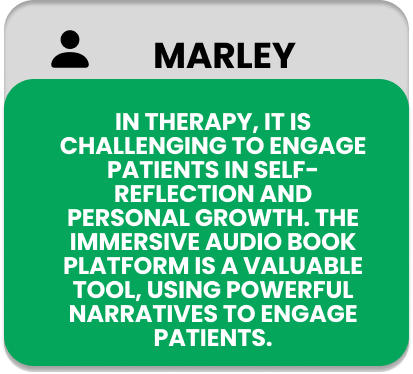 MARLEY
IN THERAPY, IT IS
CHALLENGING TO ENGAGE
PATIENTS IN SELF-
REFLECTION AND
PERSONAL GROWTH. THE
IMMERSIVE AUDIO BOOK
PLATFORM IS A VALUABLE
TOOL, USING POWERFUL
NARRATIVES TO ENGAGE
PATIENTS.